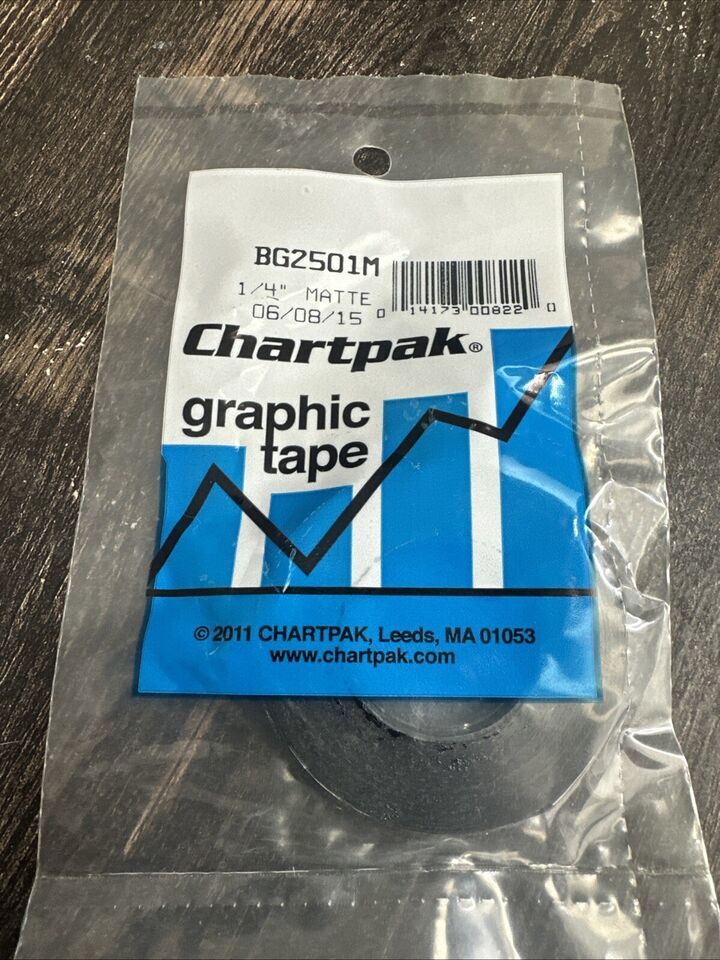 BG2501M
1/4" MATTE
06/08/15
0 14173 00822 0
Chartpak®
graphic
tape
© 2011 CHARTPAK, Leeds, MA 01053
www.chartpak.com